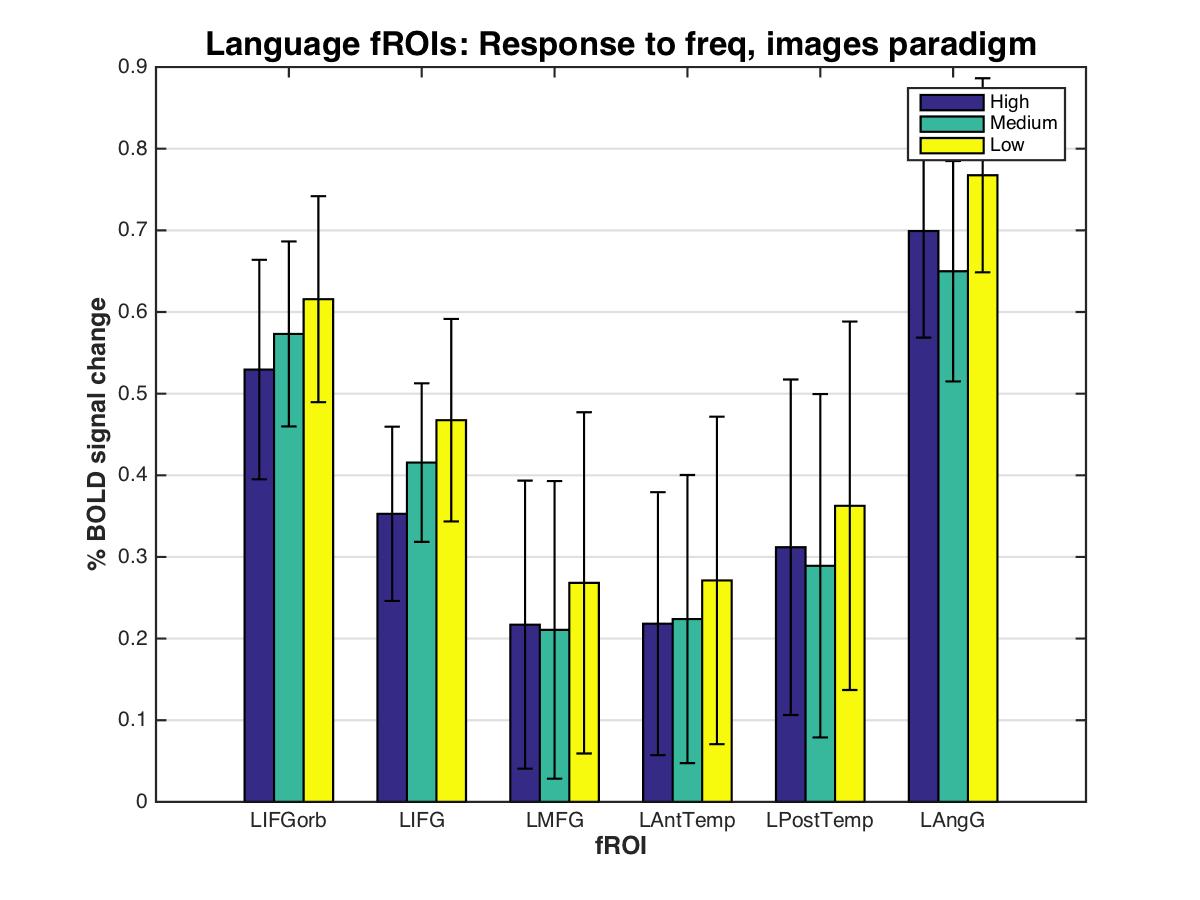 Language fROIs: Response to freq, images paradigm
0.9
0.8
0.7
0.6
0.5
0.4
0.3
0.2
0.1
0
% BOLD signal change
High
Medium
Low
LIFGorb LIFG LMFG LAntTemp LPostTemp LAngG
fROI